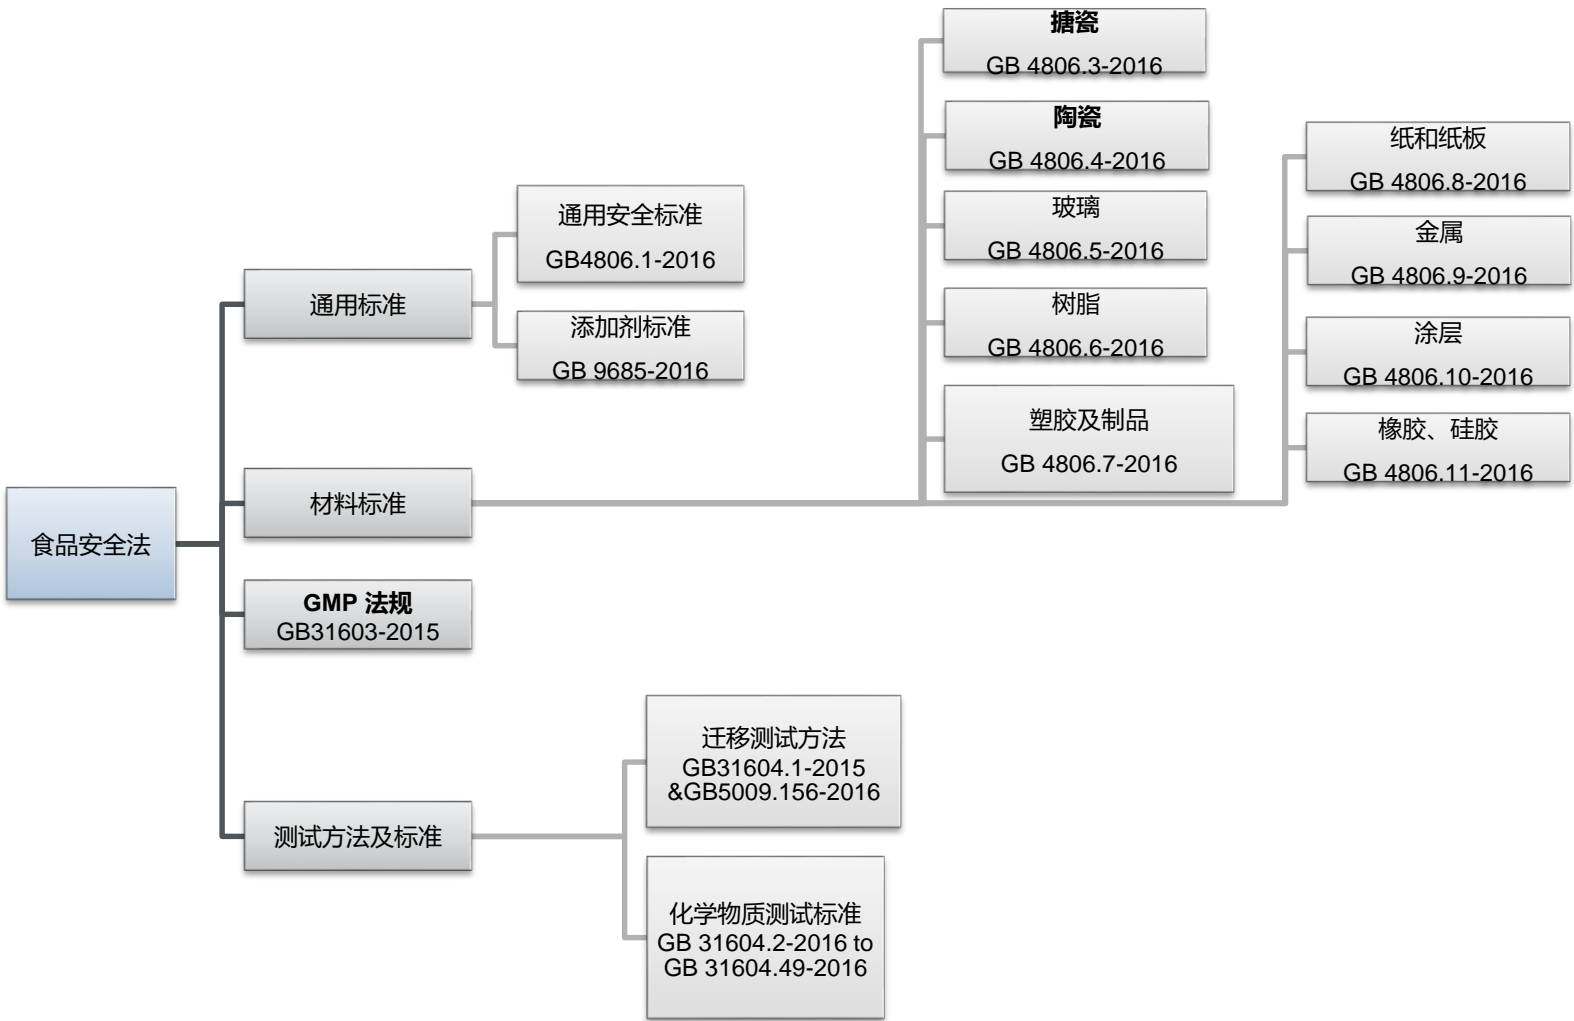 食品安全法
通用标准
通用安全标准
GB4806.1-2016
添加剂标准
GB 9685-2016
材料标准
搪瓷
GB 4806.3-2016
陶瓷
GB 4806.4-2016
玻璃
GB 4806.5-2016
树脂
GB 4806.6-2016
塑胶及制品
GB 4806.7-2016
纸和纸板
GB 4806.8-2016
金属
GB 4806.9-2016
涂层
GB 4806.10-2016
橡胶、硅胶
GB 4806.11-2016
GMP 法规
GB31603-2015
测试方法及标准
迁移测试方法
GB31604.1-2015
&GB5009.156-2016
化学物质测试标准
GB 31604.2-2016 to
GB 31604.49-2016